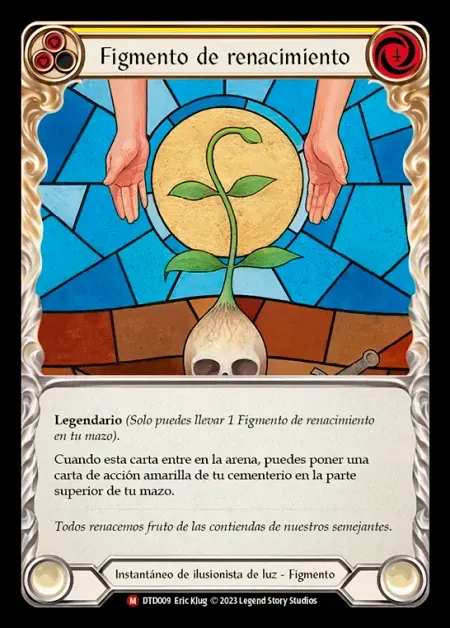 Figmento de renacimiento
Legendario (Solo puedes llevar 1 Figmento de renacimiento
en tu mazo).
Cuando esta carta entre en la arena, puedes poner una
carta de acción amarilla de tu cementerio en la parte
superior de tu mazo.
Todos renacemos fruto de las contiendas de nuestros semejantes.
Instantáneo de ilusionista de luz - Figmento
M DTD009 Eric Klug © 2023 Legend Story Studios